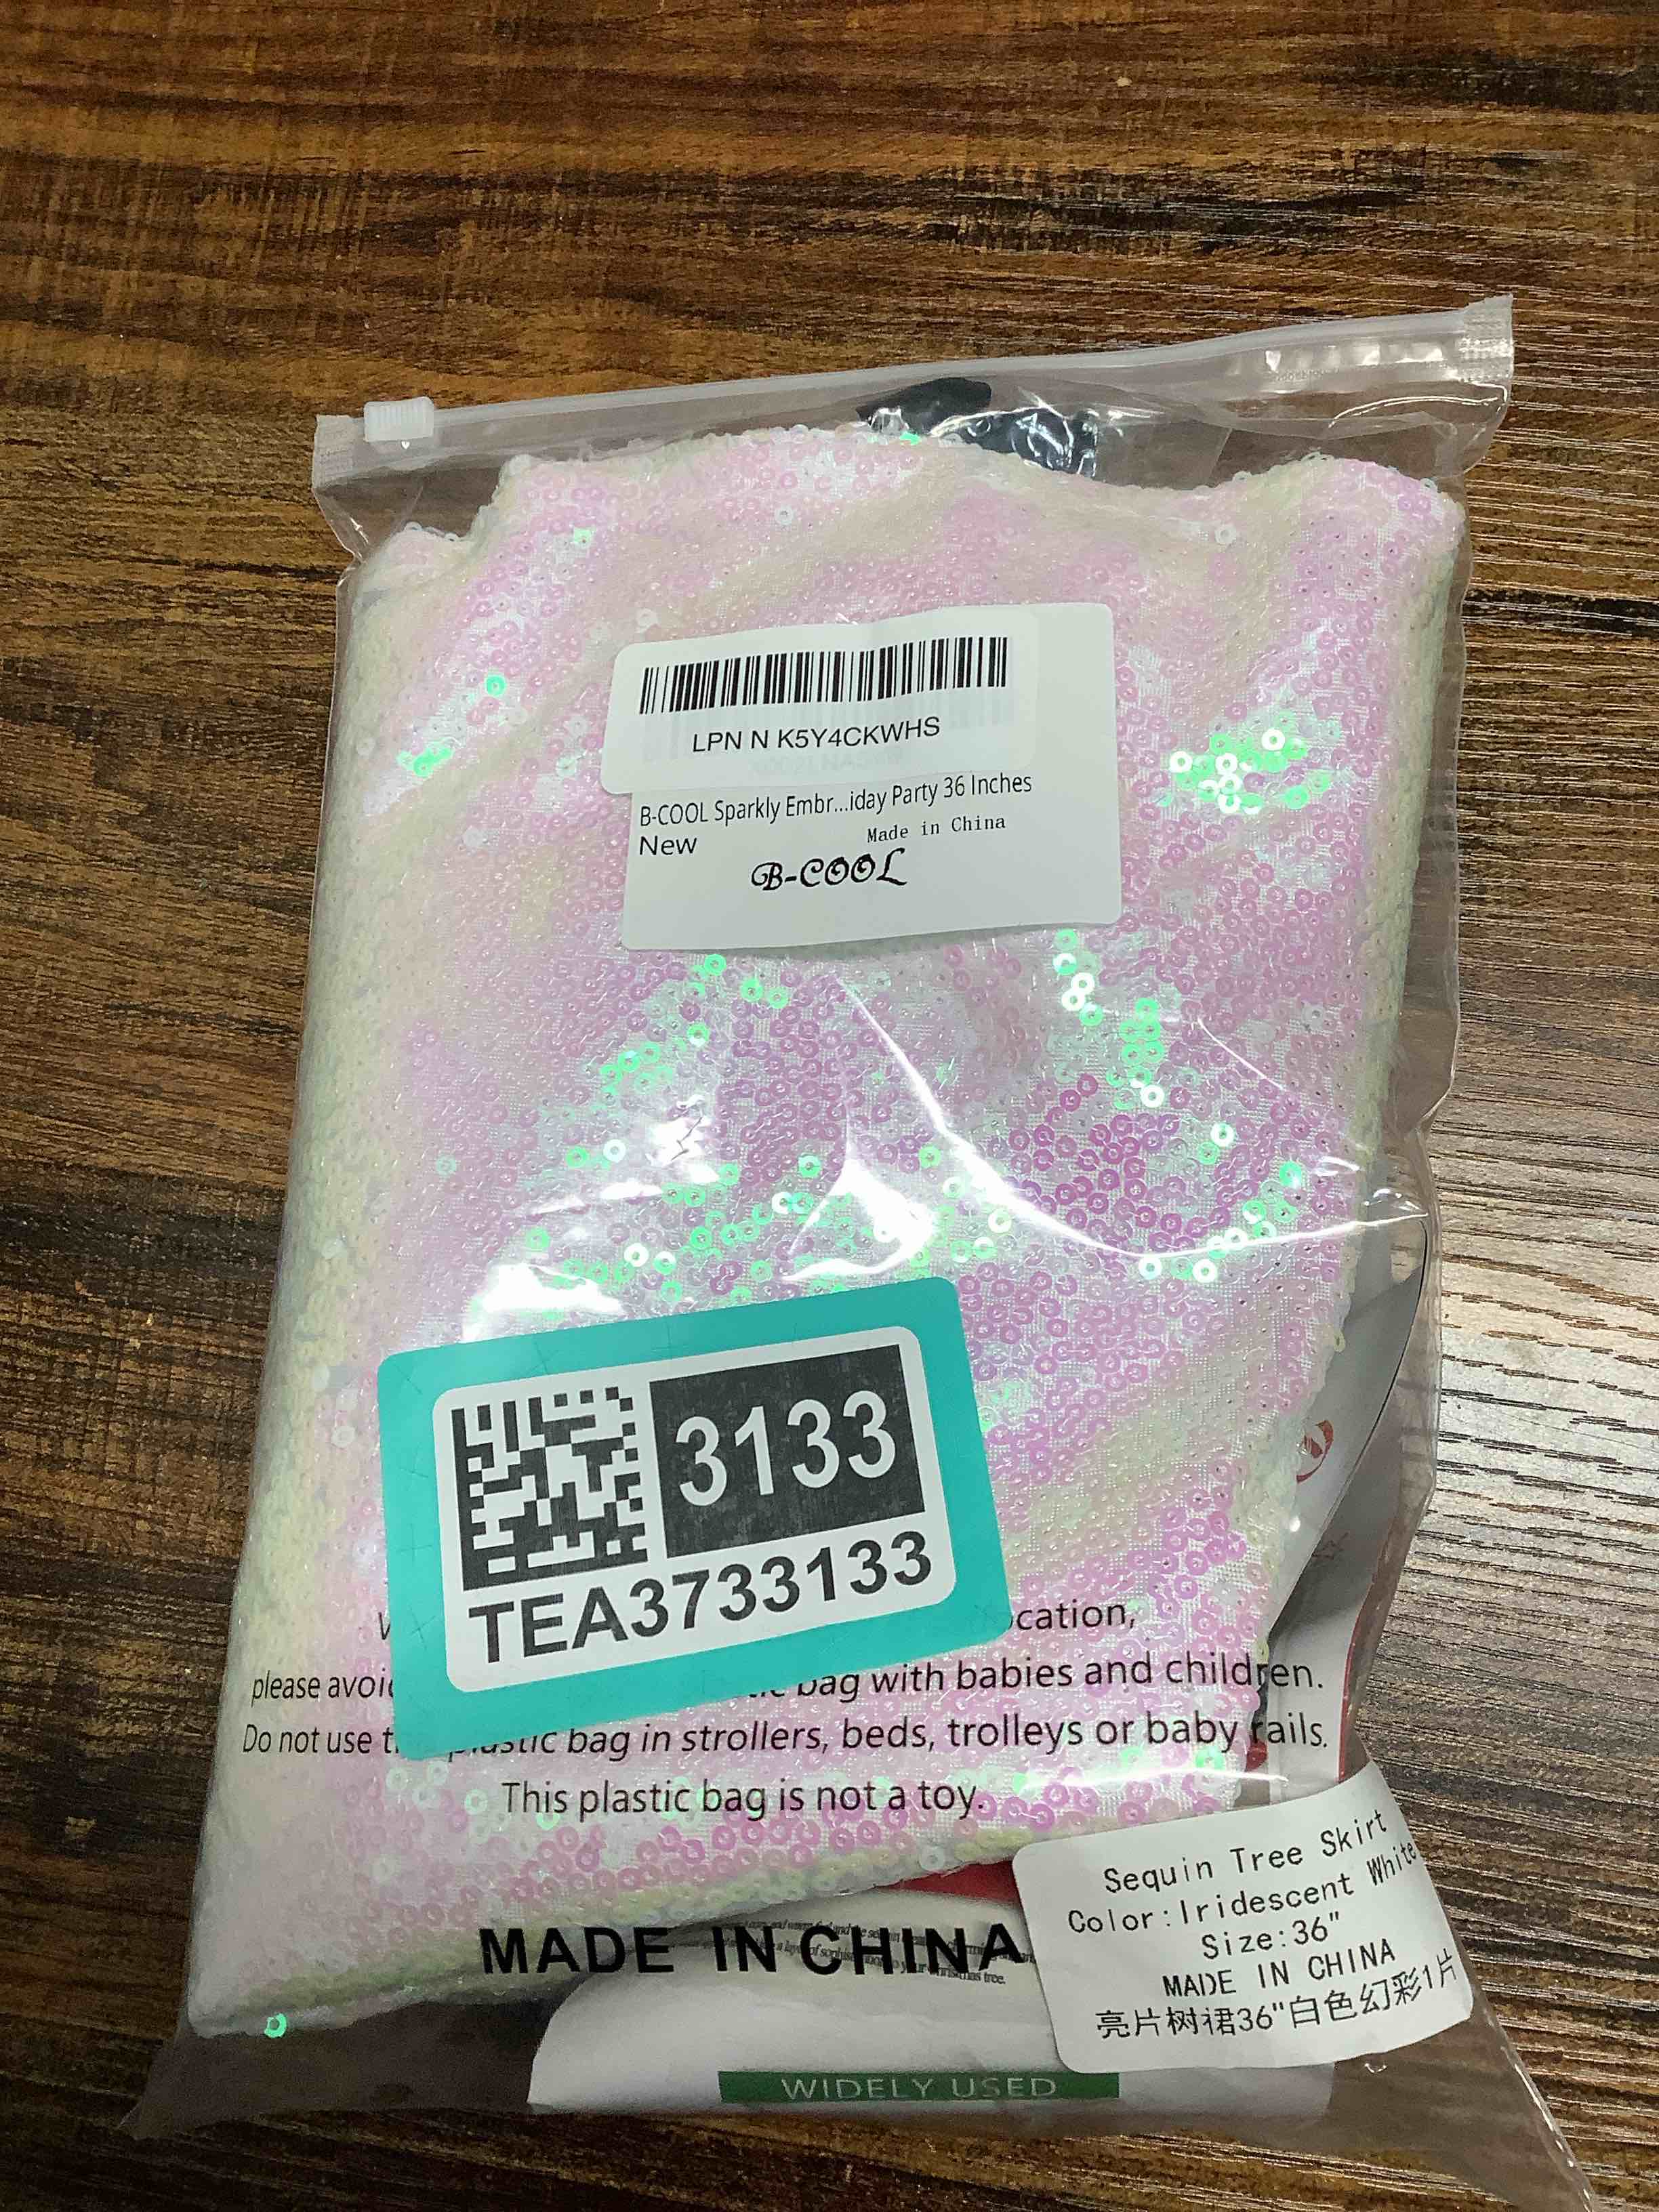 LPN N K5Y4CKWHS
B-COOL Sparkly Embr...iday Party 36 Inches
New
Made in China
B-COOL
3133
TEA3733133
cation,
please avoi bag with babies and children.
Do not use plastic bag in strollers, beds, trolleys or baby rails.
This plastic bag is not a toy.
MADE IN CHINA
Sequin Tree Skirt
Color:Iridescent White
Size:36"
MADE IN CHINA
亮片树裙36"白色幻彩1片
WIDELY USED